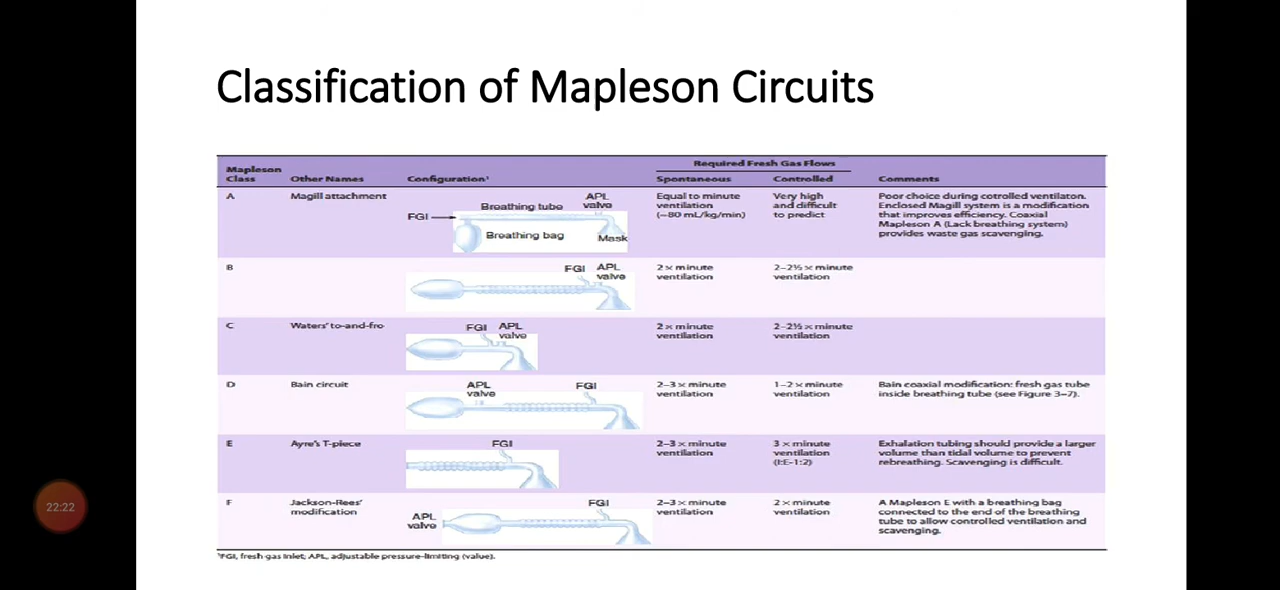 Classification of Mapleson Circuits
Required Fresh Gas Flows
Mapleson
Class Other Names Configuration¹ Spontaneous Controlled Comments
A Magill attachment
FGI
Breathing tube
APL
valve
Breathing bag
Mask
Equal to minute
ventilation
(~80 mL/kg/min)
Very high
and difficult
to predict
Poor choice during cotrolled ventilaton.
Enclosed Magill system is a modification
that improves efficiency. Coaxial
Mapleson A (Lack breathing system)
provides waste gas scavenging.
B
FGI APL
valve
2 × minute
ventilation
2–2½ × minute
ventilation
C Waters' to-and-fro
FGI APL
valve
2 × minute
ventilation
2–2½ × minute
ventilation
D Bain circuit
APL
valve
FGI
2–3 × minute
ventilation
1–2 × minute
ventilation
Bain coaxial modification: fresh gas tube
inside breathing tube (see Figure 3–7).
E Ayre's T-piece
FGI
2–3 × minute
ventilation
3 × minute
ventilation
(I:E-1:2)
Exhalation tubing should provide a larger
volume than tidal volume to prevent
rebreathing. Scavenging is difficult.
F Jackson-Rees'
modification
FGI
APL
valve
2–3 × minute
ventilation
2 × minute
ventilation
A Mapleson E with a breathing bag
connected to the end of the breathing
tube to allow controlled ventilation and
scavenging.
¹FGI, fresh gas inlet; APL, adjustable pressure-limiting (value).
22:22